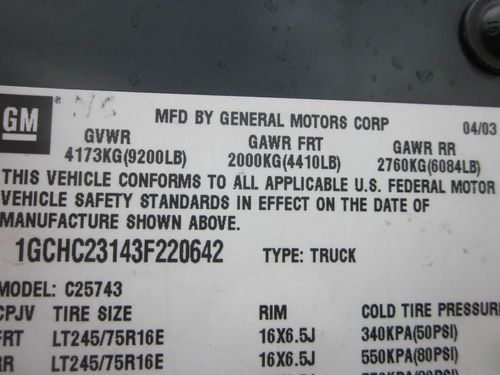 GM
MFD BY GENERAL MOTORS CORP 04/03
GVWR GAWR FRT GAWR RR
4173KG(9200LB) 2000KG(4410LB) 2760KG(6084LB)
THIS VEHICLE CONFORMS TO ALL APPLICABLE U.S. FEDERAL MOTOR
VEHICLE SAFETY STANDARDS IN EFFECT ON THE DATE OF
MANUFACTURE SHOWN ABOVE.
1GCHC23143F220642 TYPE: TRUCK
MODEL: C25743
CPJV TIRE SIZE RIM COLD TIRE PRESSURE
FRT LT245/75R16E 16X6.5J 340KPA(50PSI)
RR LT245/75R16E 16X6.5J 550KPA(80PSI)